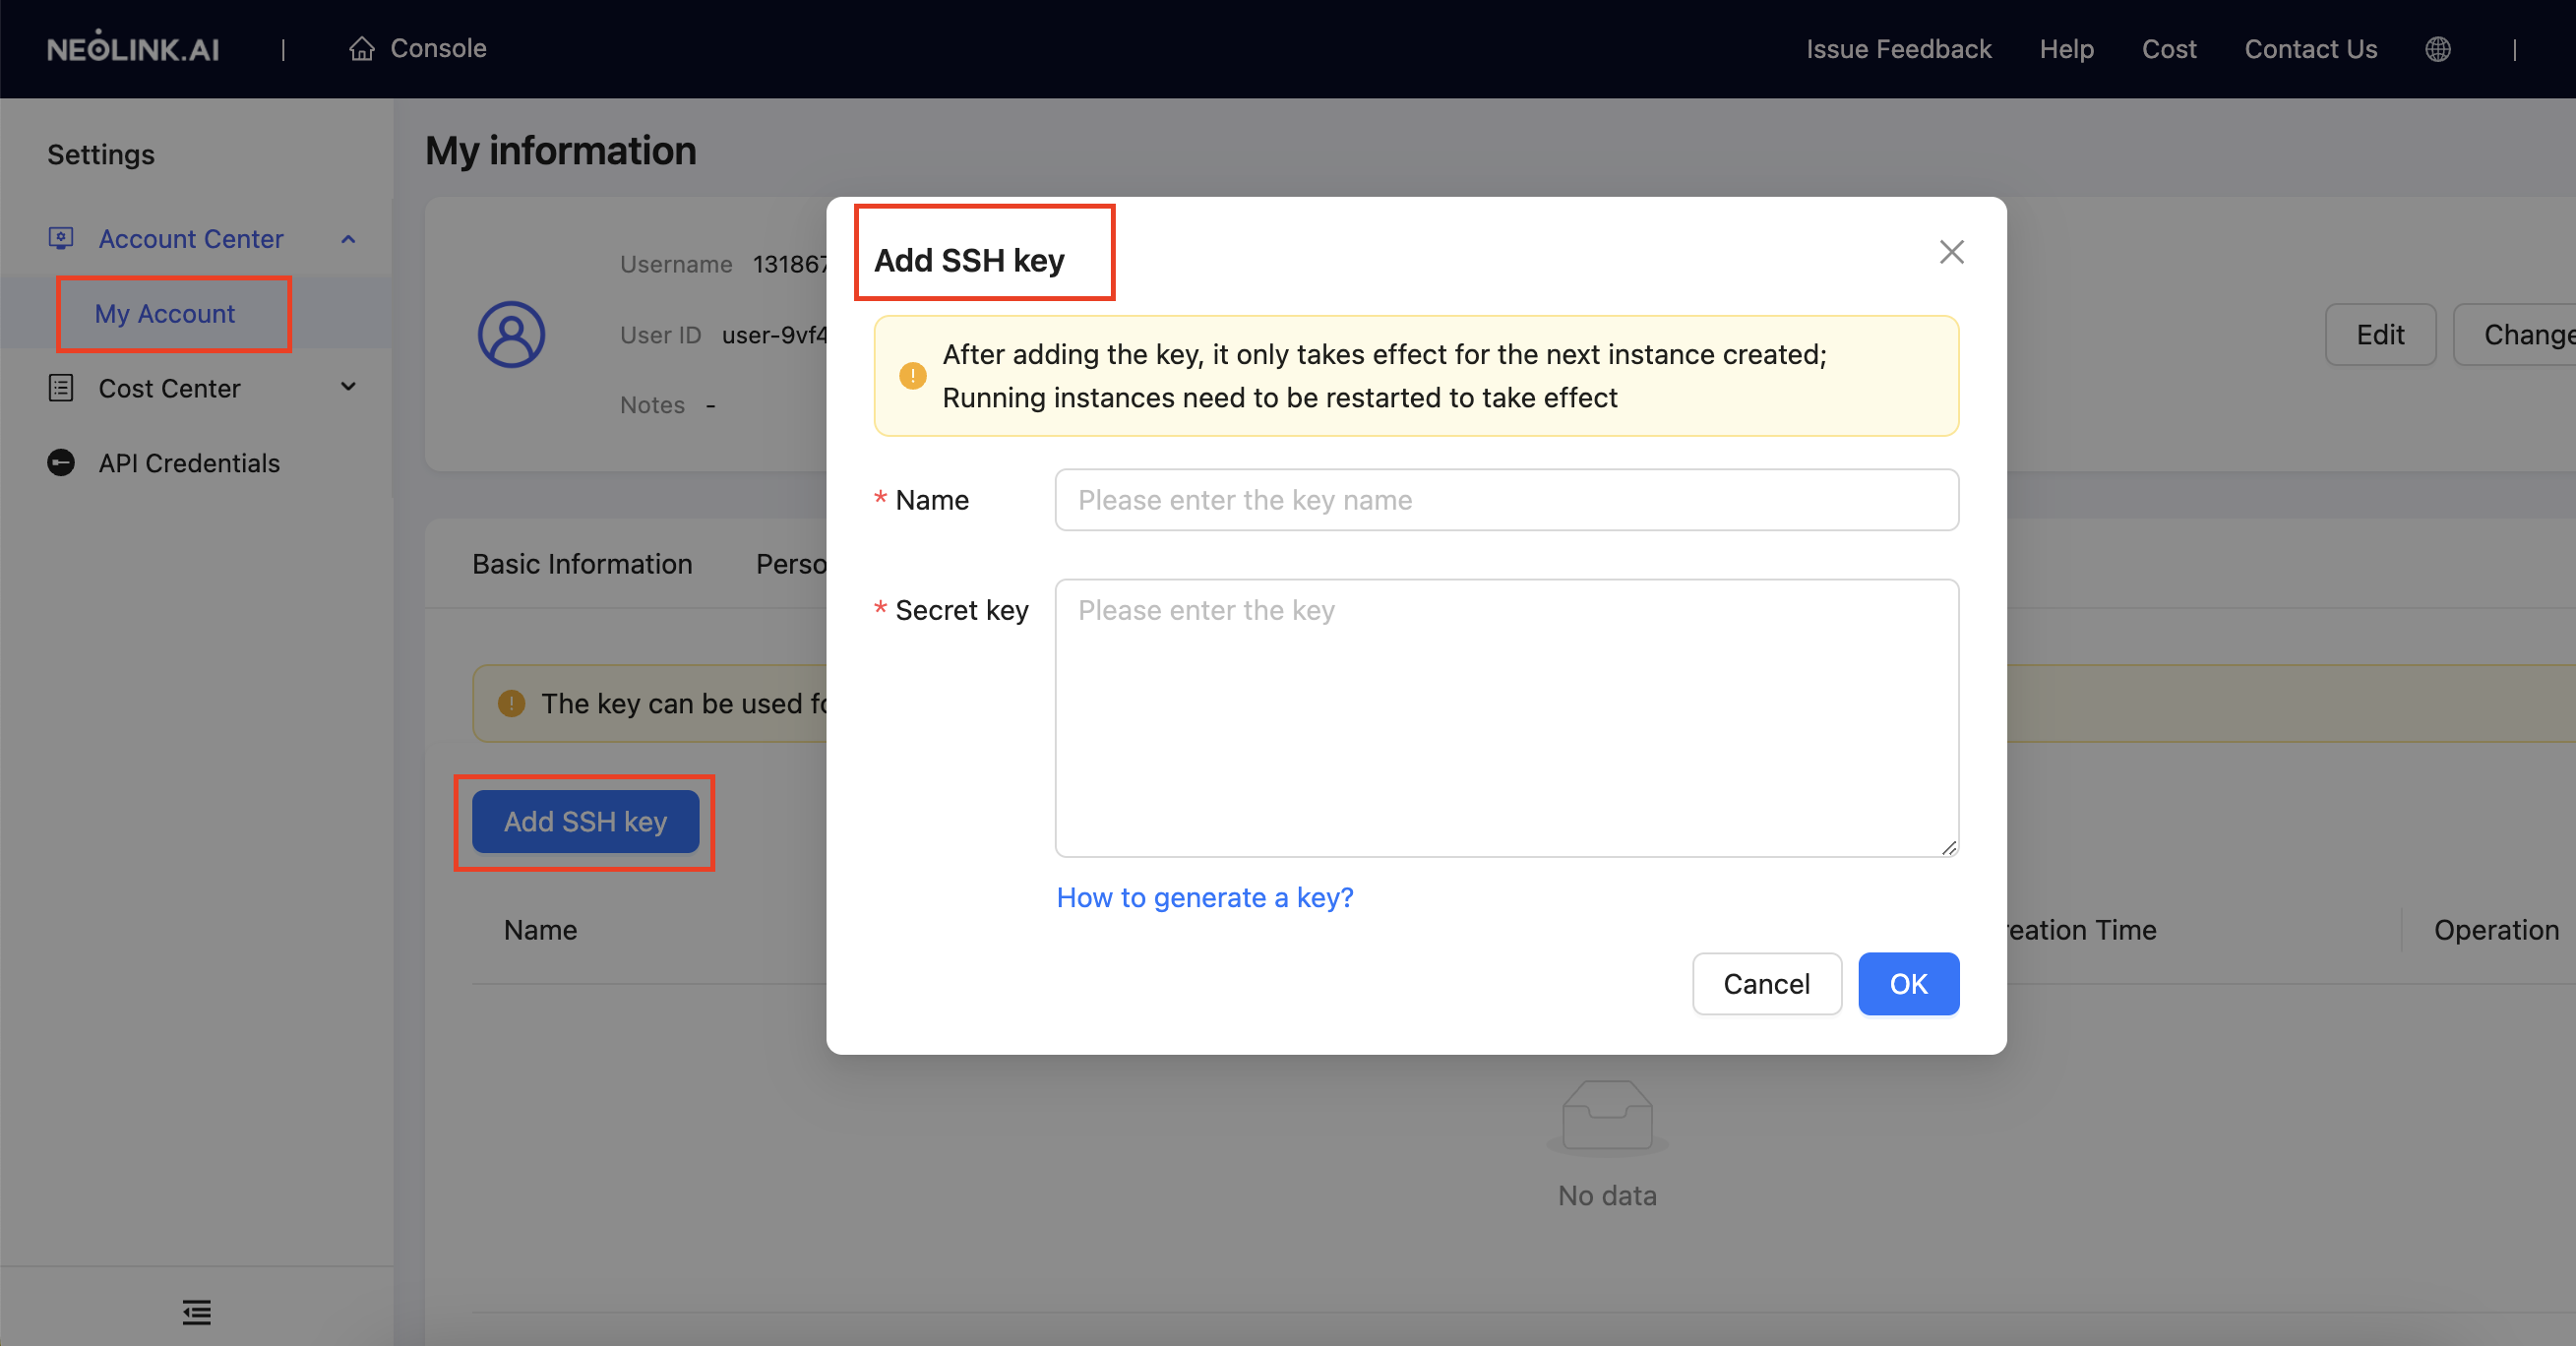 NEOLINK.AI | Console Issue Feedback Help Cost Contact Us |
Settings
Account Center
My Account
Cost Center
API Credentials
My information
Username 131867
User ID user-9vf4
Notes -
Edit
Change
Basic Information Perso
The key can be used fo
Add SSH key
Name
reation Time
Operation
No data
Add SSH key
After adding the key, it only takes effect for the next instance created;
Running instances need to be restarted to take effect
* Name
Please enter the key name
* Secret key
Please enter the key
How to generate a key?
Cancel
OK